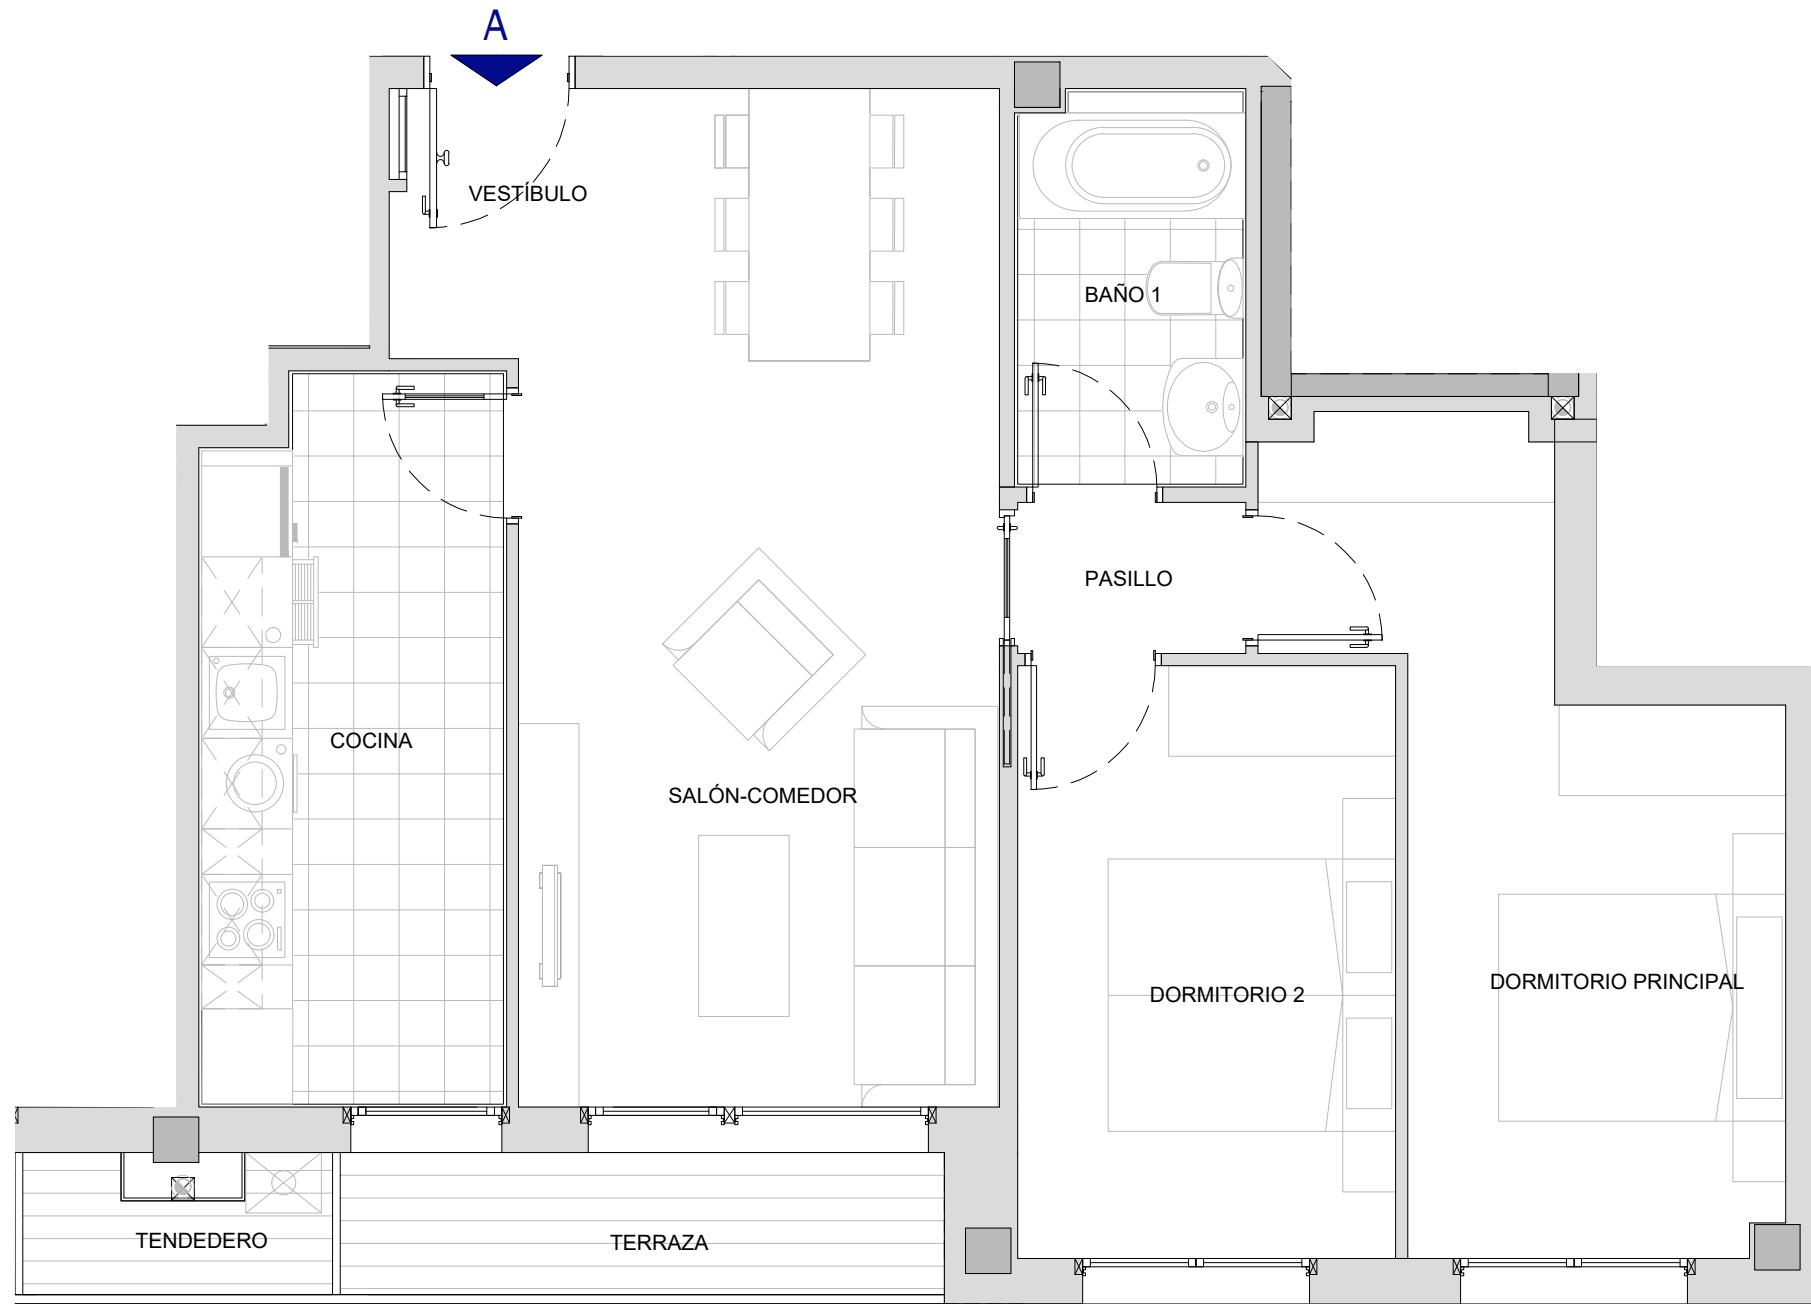 A
VESTÍBULO
BAÑO 1
PASILLO
COCINA
SALÓN-COMEDOR
DORMITORIO PRINCIPAL
DORMITORIO 2
TENDEDERO
TERRAZA